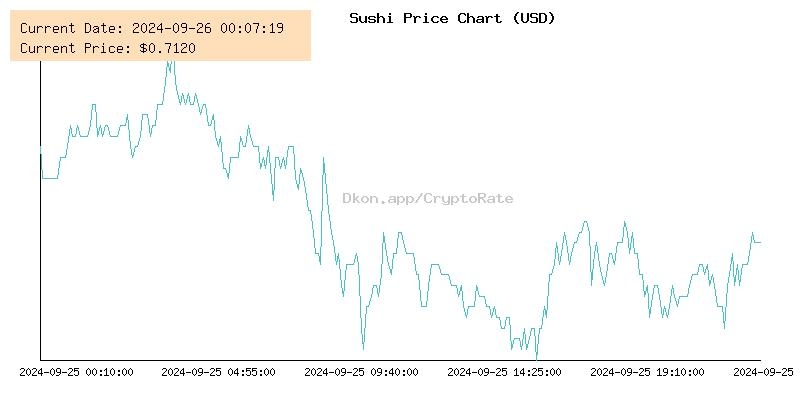 Sushi Price Chart (USD)
Current Date: 2024-09-26 00:07:19
Current Price: $0.7120
Dkon.app/CryptoRate
2024-09-25 00:10:00 2024-09-25 04:55:00 2024-09-25 09:40:00 2024-09-25 14:25:00 2024-09-25 19:10:00 2024-09-25